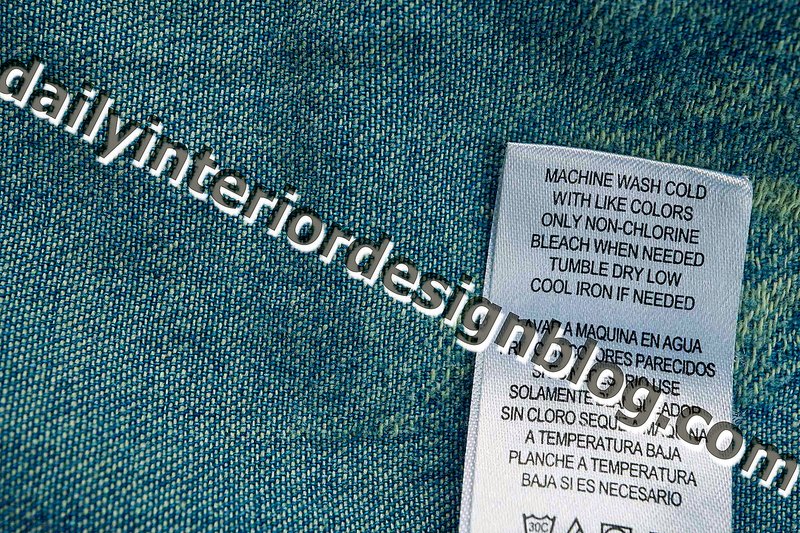 dailyinteriordesignblog.com
MACHINE WASH COLD
WITH LIKE COLORS
ONLY NON-CHLORINE
BLEACH WHEN NEEDED
TUMBLE DRY LOW
COOL IRON IF NEEDED
A MAQUINA EN AGUA
PARECIDOS
USE
SOLAMENTE
SIN CLORO
A TEMPERATURA BAJA
PLANCHE A TEMPERATURA
BAJA SI ES NECESARIO
30C